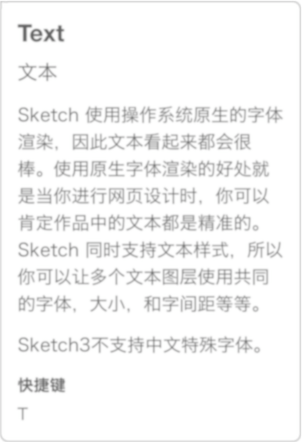 Text
文本
Sketch 使用操作系统原生的字体
渲染，因此文本看起来都会很
棒。使用原生字体渲染的好处就
是当你进行网页设计时，你可以
肯定作品中的文本都是精准的。
Sketch 同时支持文本样式，所以
你可以让多个文本图层使用共同
的字体，大小，和字间距等等。
Sketch3不支持中文特殊字体。
快捷键
T